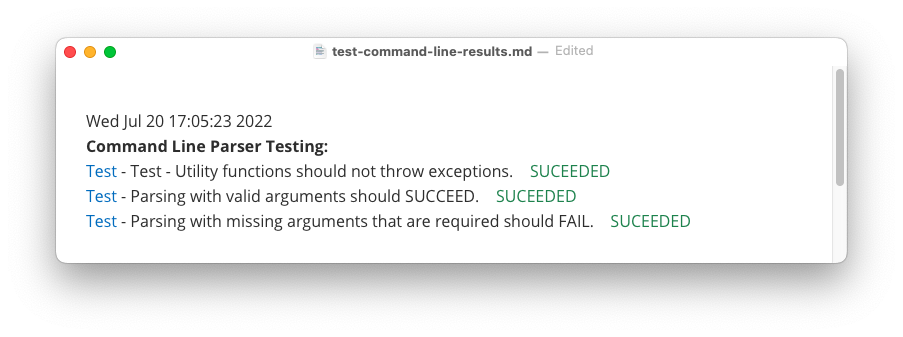 test-command-line-results.md — Edited
Wed Jul 20 17:05:23 2022
Command Line Parser Testing:
Test - Test - Utility functions should not throw exceptions. SUCEEDED
Test - Parsing with valid arguments should SUCCEED. SUCEEDED
Test - Parsing with missing arguments that are required should FAIL. SUCEEDED